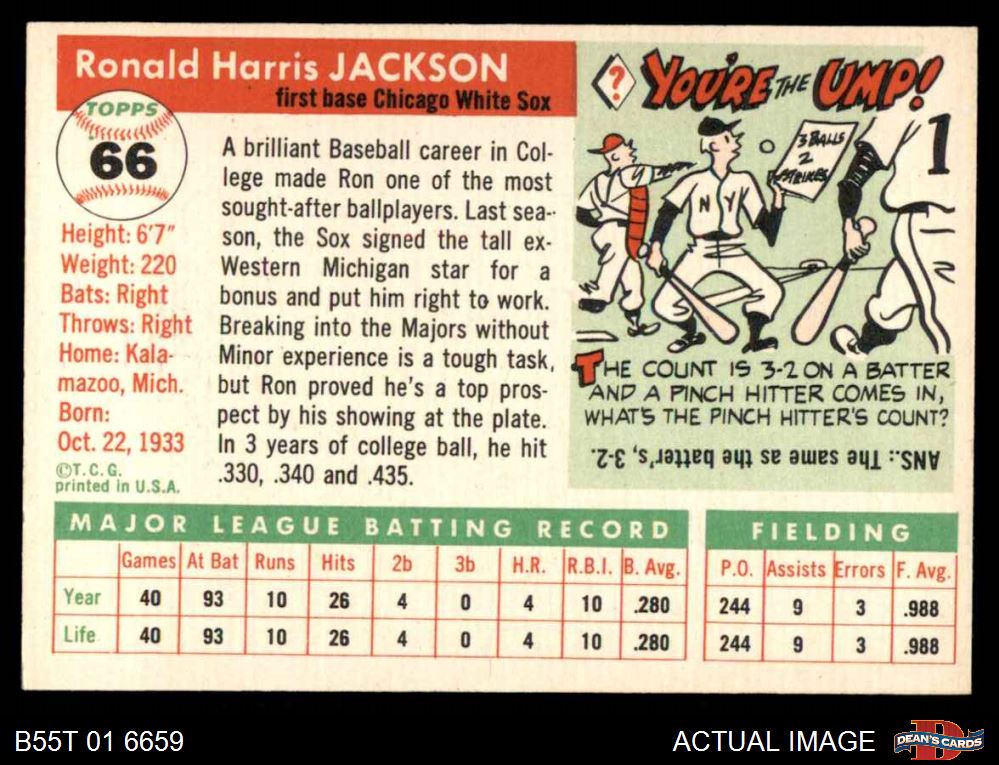 Ronald Harris JACKSON
first base Chicago White Sox
TOPPS
66
Height: 6'7"
Weight: 220
Bats: Right
Throws: Right
Home: Kala-
mazoo, Mich.
Born:
Oct. 22, 1933
©T.C.G.
printed in U.S.A.
A brilliant Baseball career in Col-
lege made Ron one of the most
sought-after ballplayers. Last sea-
son, the Sox signed the tall ex-
Western Michigan star for a
bonus and put him right to work.
Breaking into the Majors without
Minor experience is a tough task,
but Ron proved he's a top pros-
pect by his showing at the plate.
In 3 years of college ball, he hit
.330, .340 and .435.
? YOU'RE THE UMP!
3 BALLS
2
STRIKES
N Y
1
THE COUNT IS 3-2 ON A BATTER
AND A PINCH HITTER COMES IN,
WHAT'S THE PINCH HITTER'S COUNT?
ANS.: The same as the batter's, 3-2.
MAJOR LEAGUE BATTING RECORD
Games At Bat Runs Hits 2b 3b H.R. R.B.I. B. Avg.
Year 40 93 10 26 4 0 4 10 .280
Life 40 93 10 26 4 0 4 10 .280
FIELDING
P.O. Assists Errors F. Avg.
244 9 3 .988
244 9 3 .988
B55T 01 6659
ACTUAL IMAGE
DEAN'S CARDS